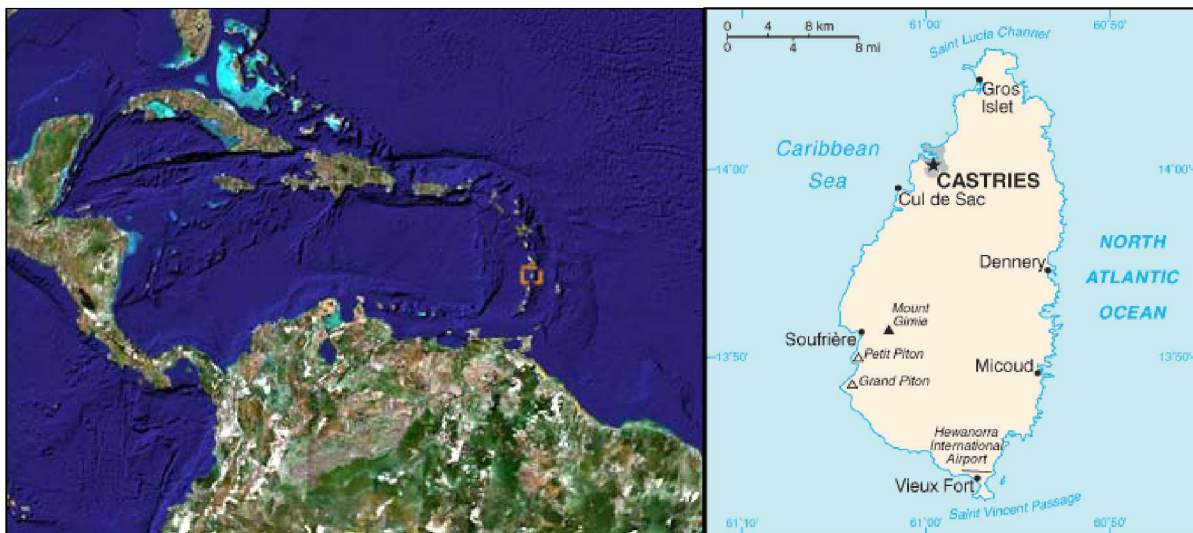 0 4 8 km
0 4 8 mi
61°00'
60°50'
Saint Lucia Channel
Gros
Islet
Caribbean
Sea
14°00'
14°00'
CASTRIES
Cul de Sac
NORTH
ATLANTIC
OCEAN
Dennery
Mount
Gimie
Soufrière
Petit Piton
13°50'
13°50'
Micoud
Grand Piton
Hewanorra
International
Airport
Vieux Fort
Saint Vincent Passage
61°10'
61°00'
60°50'